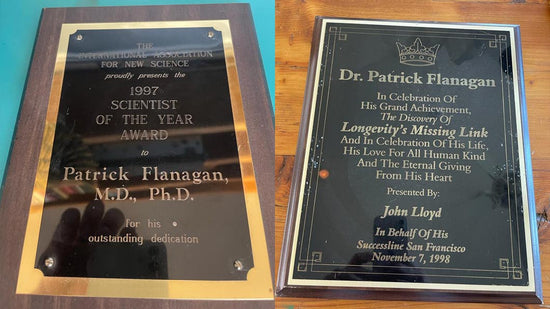 THE
INTERNATIONAL ASSOCIATION
FOR NEW SCIENCE
proudly presents the
1997
SCIENTIST
OF THE YEAR
AWARD
to
Patrick Flanagan,
M.D., Ph.D.
for his
outstanding dedication
Dr. Patrick Flanagan
In Celebration Of
His Grand Achievement,
The Discovery Of
Longevity's Missing Link
And In Celebration Of His Life,
His Love For All Human Kind
And The Eternal Giving
From His Heart
Presented By:
John Lloyd
In Behalf Of His
Successline San Francisco
November 7, 1998